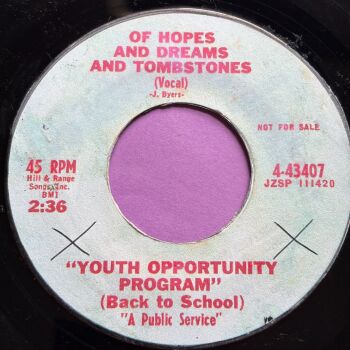 OF HOPES
AND DREAMS
AND TOMBSTONES
(Vocal)
-J. Byers-
NOT FOR SALE
45 RPM
Hill & Range
Songs, Inc.
BMI
2:36
4-43407
JZSP 111420
"YOUTH OPPORTUNITY
PROGRAM"
(Back to School)
"A Public Service"